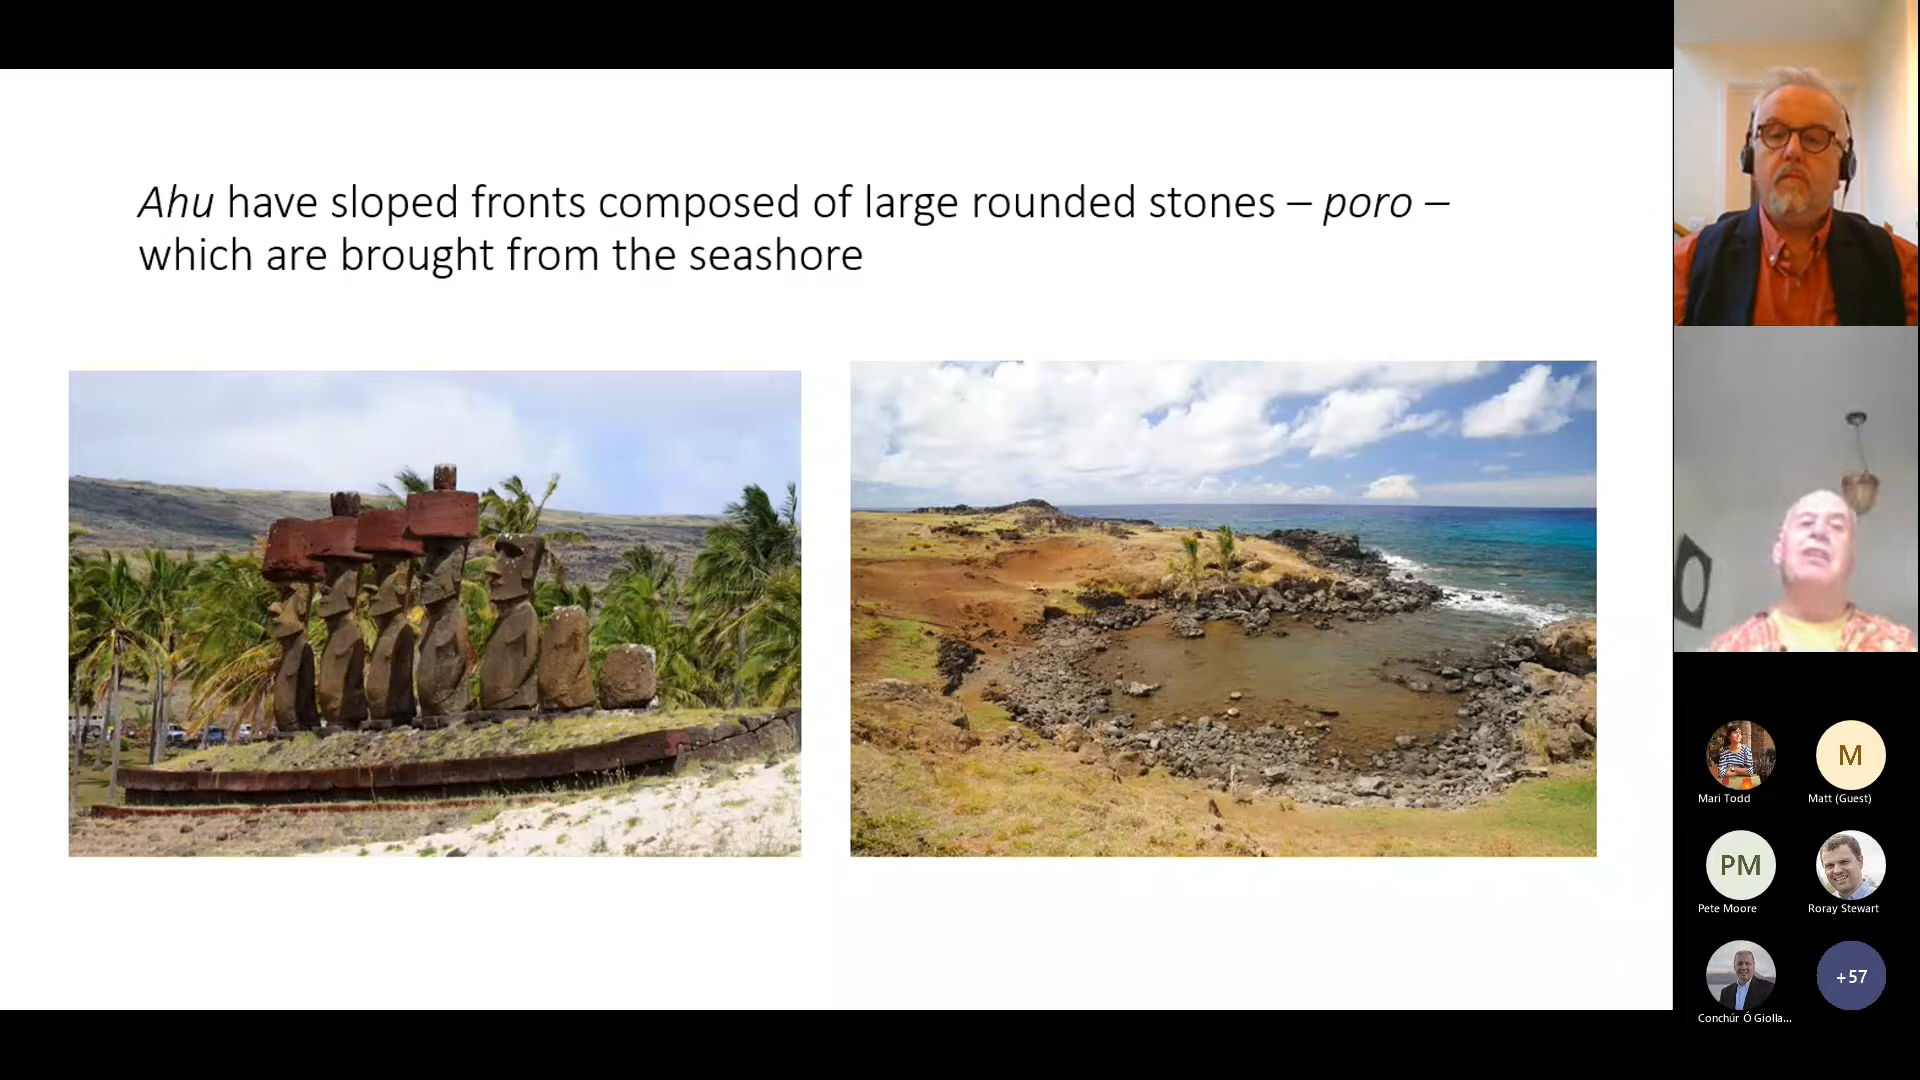 Ahu have sloped fronts composed of large rounded stones – poro –
which are brought from the seashore
Mari Todd
M
Matt (Guest)
PM
Pete Moore
Roray Stewart
Conchúr Ó Giolla...
+57